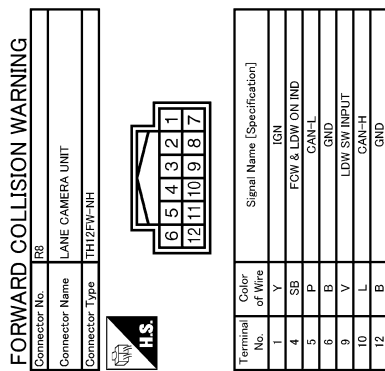 FORWARD COLLISION WARNING
Connector No. R8
Connector Name LANE CAMERA UNIT
Connector Type TH12FW-NH
H.S.
6 5 4 3 2 1
12 11 10 9 8 7
Terminal No. Color of Wire Signal Name [Specification]
1 Y IGN
4 SB FCW & LDW ON IND
5 P CAN-L
6 B GND
9 V LDW SW INPUT
10 L CAN-H
12 B GND